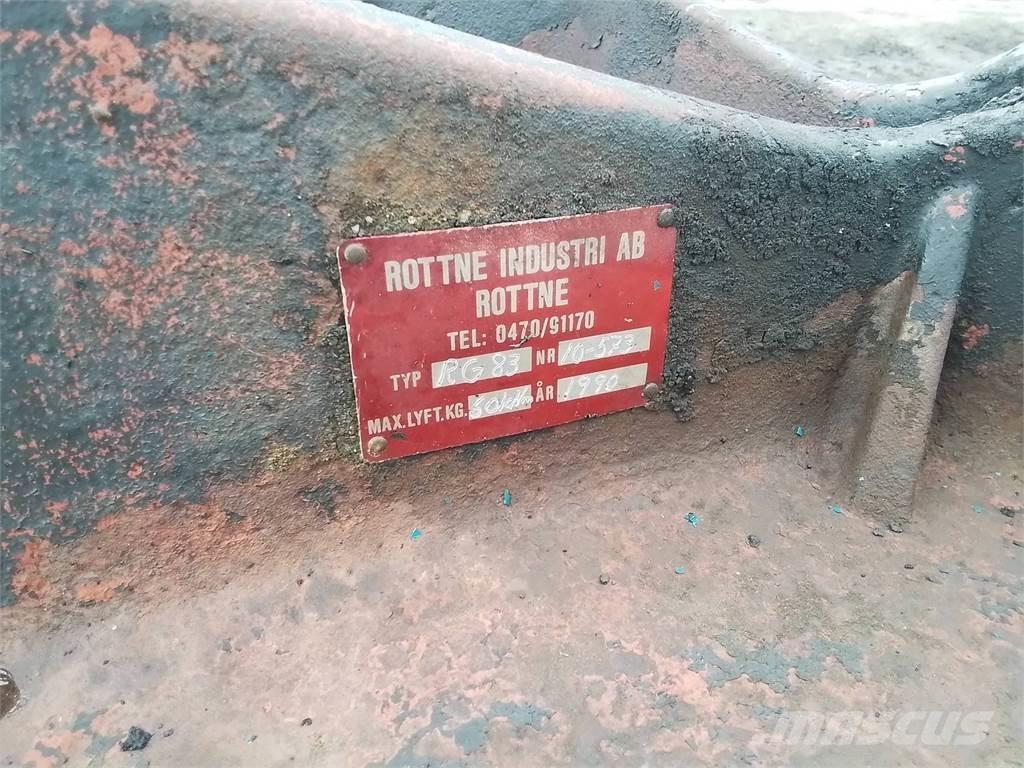 ROTTNE INDUSTRI AB
ROTTNE
TEL: 0470/91170
TYP RG 83 NR 10-573
MAX. LYFT. KG. 80kNm ÅR 1990
MASCUS